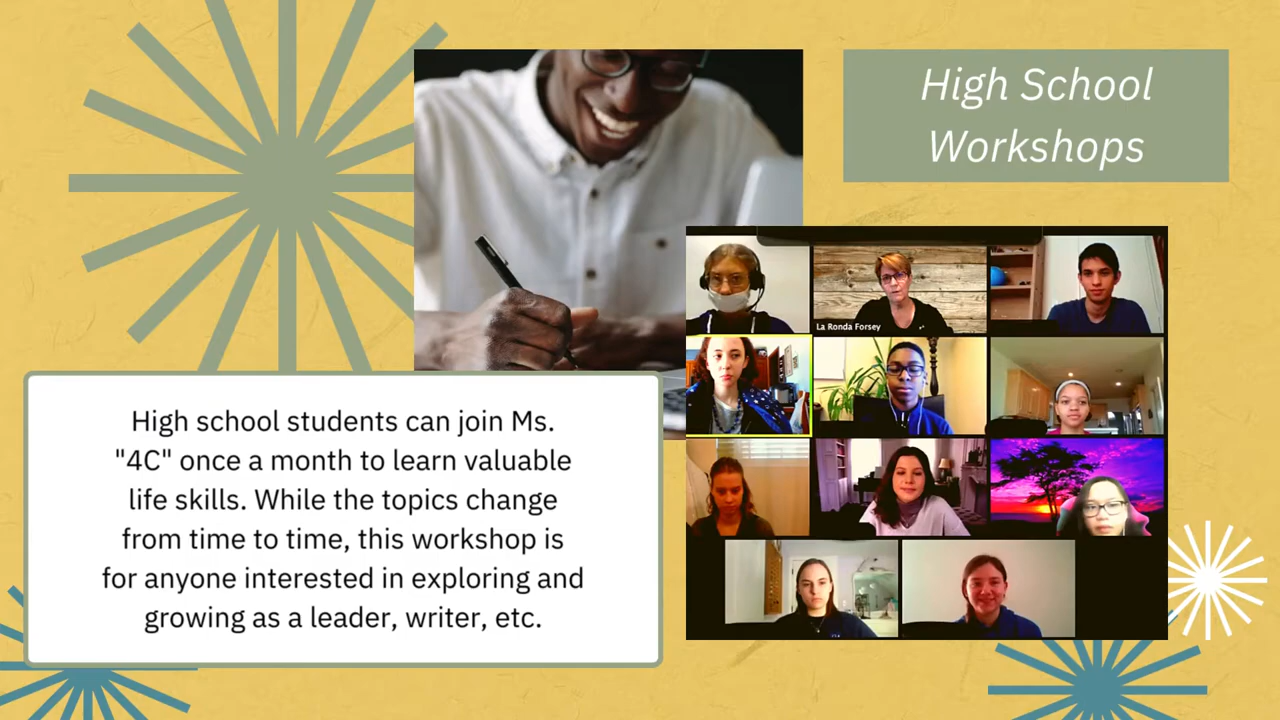 High School
Workshops
La Ronda Forsey
High school students can join Ms.
"4C" once a month to learn valuable
life skills. While the topics change
from time to time, this workshop is
for anyone interested in exploring and
growing as a leader, writer, etc.